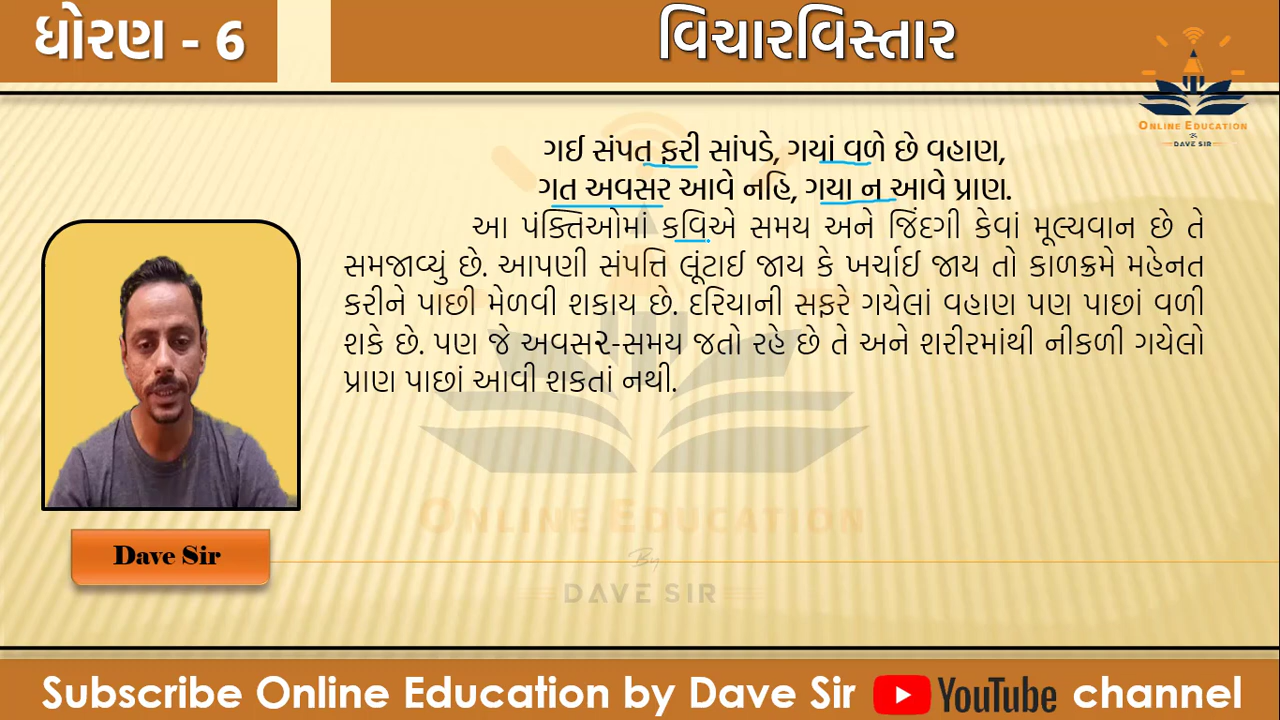 ધોરણ - 6
વિચારવિસ્તાર
ONLINE EDUCATION
By
DAVE SIR
ગઈ સંપત ફરી સાંપડે, ગયાં વળે છે વહાણ,
ગત અવસર આવે નહિ, ગયા ન આવે પ્રાણ.
આ પંક્તિઓમાં કવિએ સમય અને જિંદગી કેવાં મૂલ્યવાન છે તે
સમજાવ્યું છે. આપણી સંપત્તિ લૂંટાઈ જાય કે ખર્ચાઈ જાય તો કાળક્રમે મહેનત
કરીને પાછી મેળવી શકાય છે. દરિયાની સફરે ગયેલાં વહાણ પણ પાછાં વળી
શકે છે. પણ જે અવસર-સમય જતો રહે છે તે અને શરીરમાંથી નીકળી ગયેલો
પ્રાણ પાછાં આવી શકતાં નથી.
ONLINE EDUCATION
By
DAVE SIR
Dave Sir
Subscribe Online Education by Dave Sir YouTube channel